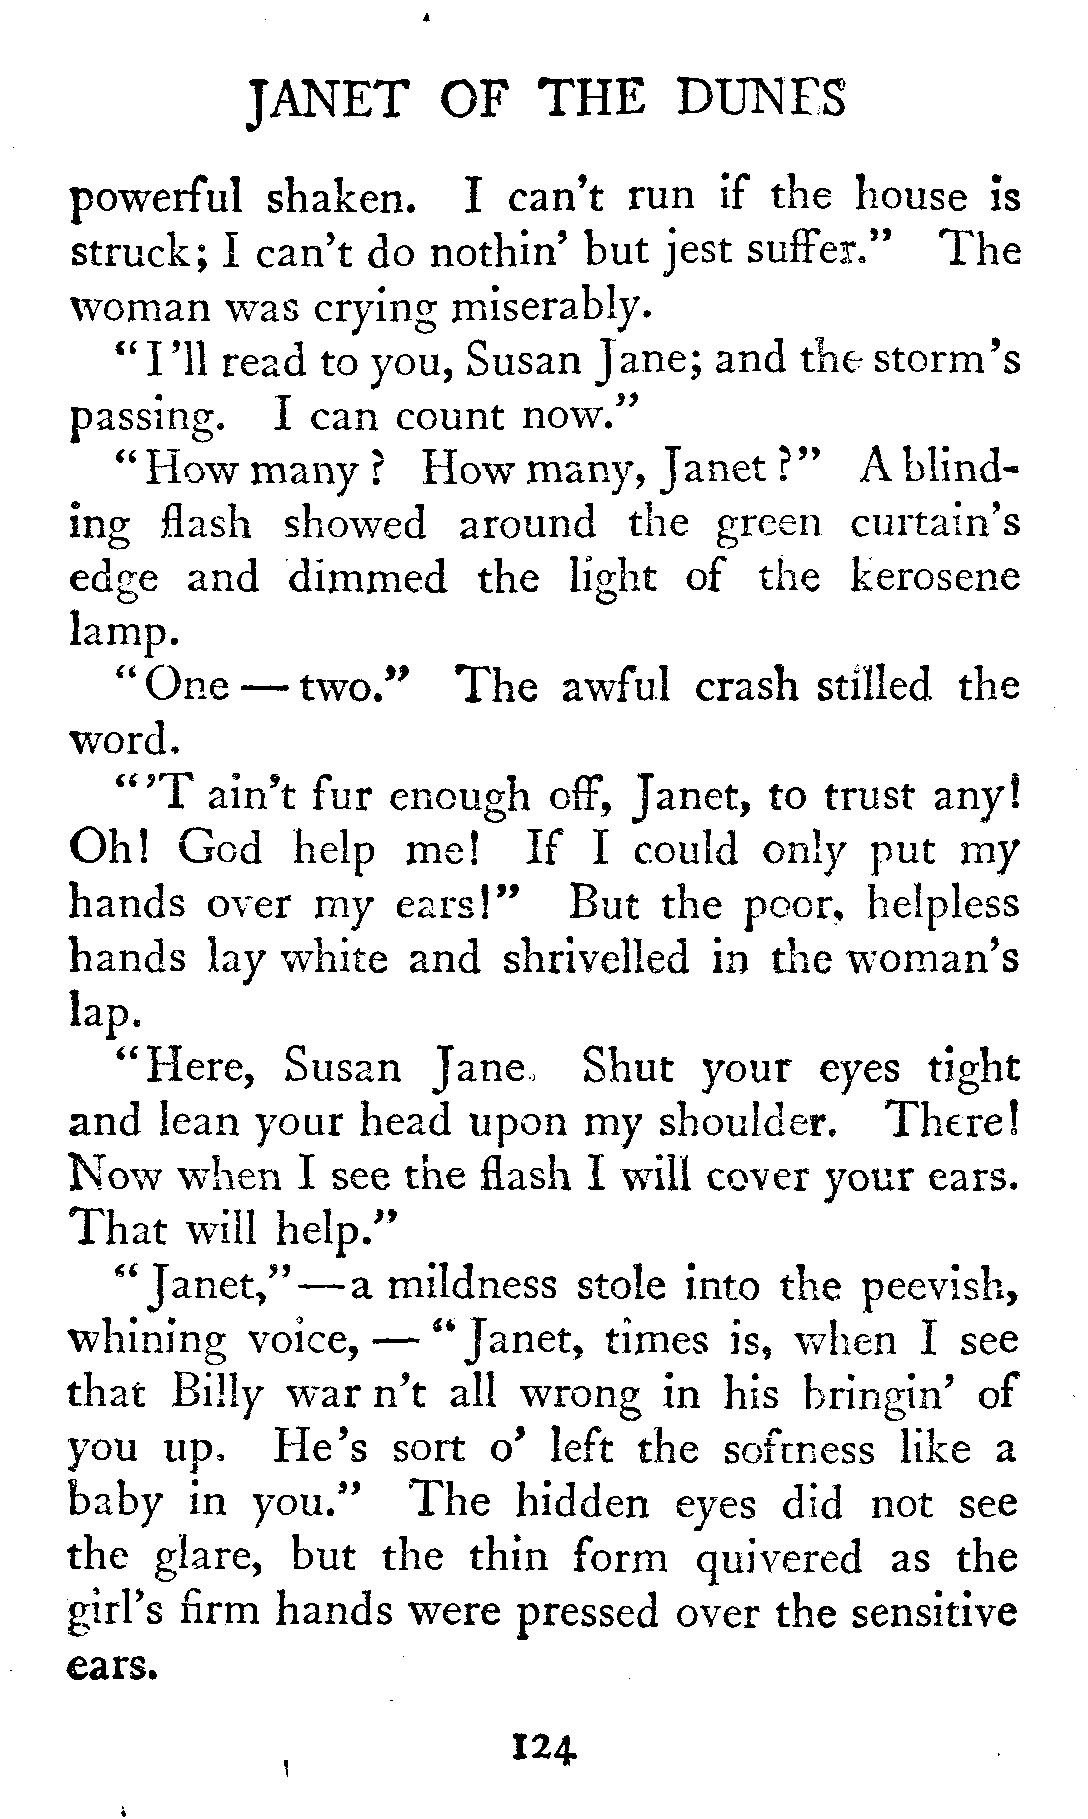 JANET OF THE DUNES
powerful shaken. I can't run if the house is
struck; I can't do nothin' but jest suffer." The
woman was crying miserably.
"I'll read to you, Susan Jane; and the storm's
passing. I can count now."
"How many? How many, Janet?" A blind-
ing flash showed around the green curtain's
edge and dimmed the light of the kerosene
lamp.
"One — two." The awful crash stilled the
word.
"'T ain't fur enough off, Janet, to trust any!
Oh! God help me! If I could only put my
hands over my ears!" But the poor, helpless
hands lay white and shrivelled in the woman's
lap.
"Here, Susan Jane. Shut your eyes tight
and lean your head upon my shoulder. There!
Now when I see the flash I will cover your ears.
That will help."
"Janet,"—a mildness stole into the peevish,
whining voice, — "Janet, times is, when I see
that Billy war n't all wrong in his bringin' of
you up. He's sort o' left the softness like a
baby in you." The hidden eyes did not see
the glare, but the thin form quivered as the
girl's firm hands were pressed over the sensitive
ears.
124